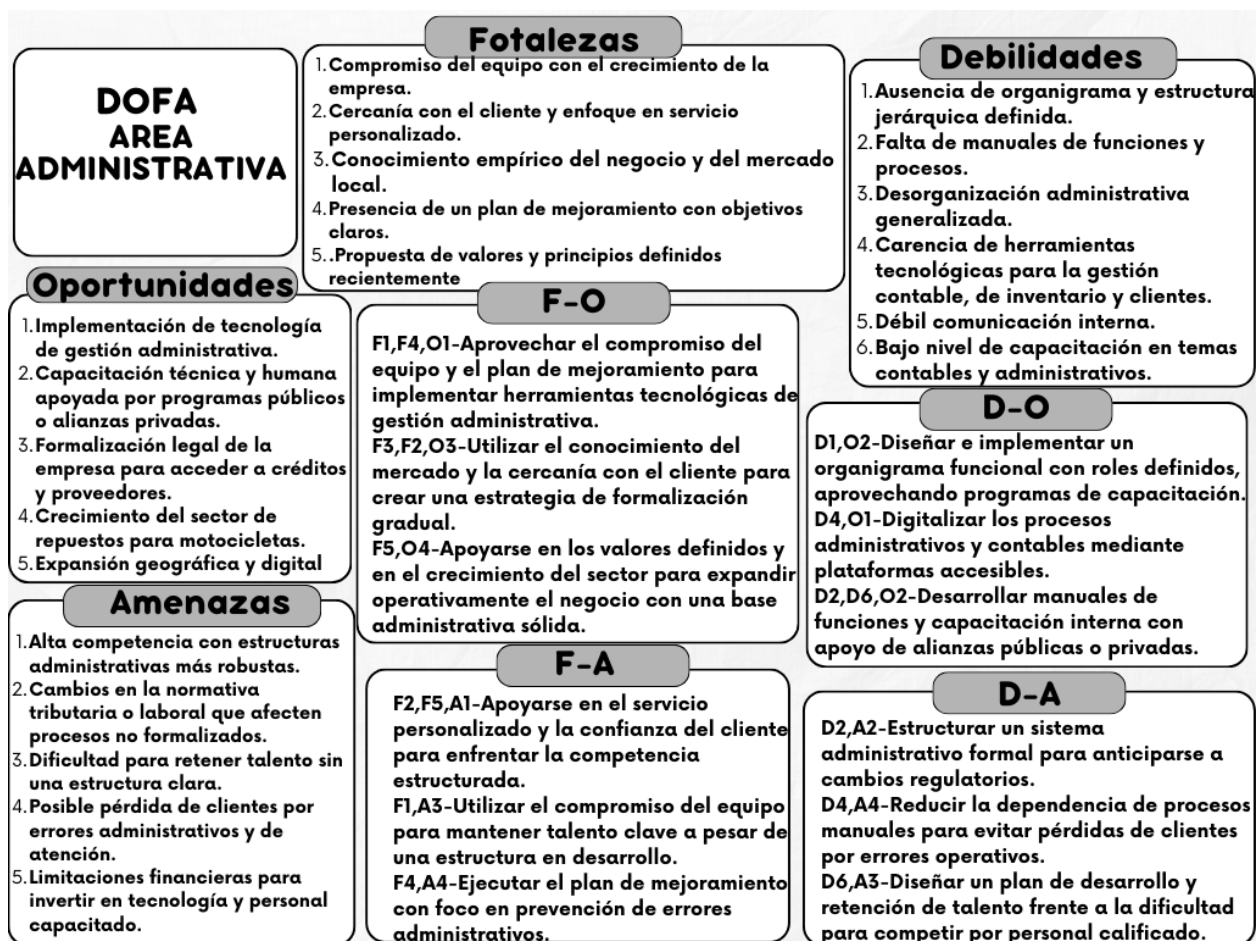 DOFA
AREA
ADMINISTRATIVA
Fotalezas
1. Compromiso del equipo con el crecimiento de la
empresa.
2. Cercanía con el cliente y enfoque en servicio
personalizado.
3. Conocimiento empírico del negocio y del mercado
local.
4. Presencia de un plan de mejoramiento con objetivos
claros.
5. .Propuesta de valores y principios definidos
recientemente
Debilidades
1. Ausencia de organigrama y estructura
jerárquica definida.
2. Falta de manuales de funciones y
procesos.
3. Desorganización administrativa
generalizada.
4. Carencia de herramientas
tecnológicas para la gestión
contable, de inventario y clientes.
5. Débil comunicación interna.
6. Bajo nivel de capacitación en temas
contables y administrativos.
Oportunidades
1. Implementación de tecnología
de gestión administrativa.
2. Capacitación técnica y humana
apoyada por programas públicos
o alianzas privadas.
3. Formalización legal de la
empresa para acceder a créditos
y proveedores.
4. Crecimiento del sector de
repuestos para motocicletas.
5. Expansión geográfica y digital
F-O
F1,F4,O1-Aprovechar el compromiso del
equipo y el plan de mejoramiento para
implementar herramientas tecnológicas de
gestión administrativa.
F3,F2,O3-Utilizar el conocimiento del
mercado y la cercanía con el cliente para
crear una estrategia de formalización
gradual.
F5,O4-Apoyarse en los valores definidos y
en el crecimiento del sector para expandir
operativamente el negocio con una base
administrativa sólida.
D-O
D1,O2-Diseñar e implementar un
organigrama funcional con roles definidos,
aprovechando programas de capacitación.
D4,O1-Digitalizar los procesos
administrativos y contables mediante
plataformas accesibles.
D2,D6,O2-Desarrollar manuales de
funciones y capacitación interna con
apoyo de alianzas públicas o privadas.
Amenazas
1. Alta competencia con estructuras
administrativas más robustas.
2. Cambios en la normativa
tributaria o laboral que afecten
procesos no formalizados.
3. Dificultad para retener talento sin
una estructura clara.
4. Posible pérdida de clientes por
errores administrativos y de
atención.
5. Limitaciones financieras para
invertir en tecnología y personal
capacitado.
F-A
F2,F5,A1-Apoyarse en el servicio
personalizado y la confianza del cliente
para enfrentar la competencia
estructurada.
F1,A3-Utilizar el compromiso del equipo
para mantener talento clave a pesar de
una estructura en desarrollo.
F4,A4-Ejecutar el plan de mejoramiento
con foco en prevención de errores
administrativos.
D-A
D2,A2-Estructurar un sistema
administrativo formal para anticiparse a
cambios regulatorios.
D4,A4-Reducir la dependencia de procesos
manuales para evitar pérdidas de clientes
por errores operativos.
D6,A3-Diseñar un plan de desarrollo y
retención de talento frente a la dificultad
para competir por personal calificado.